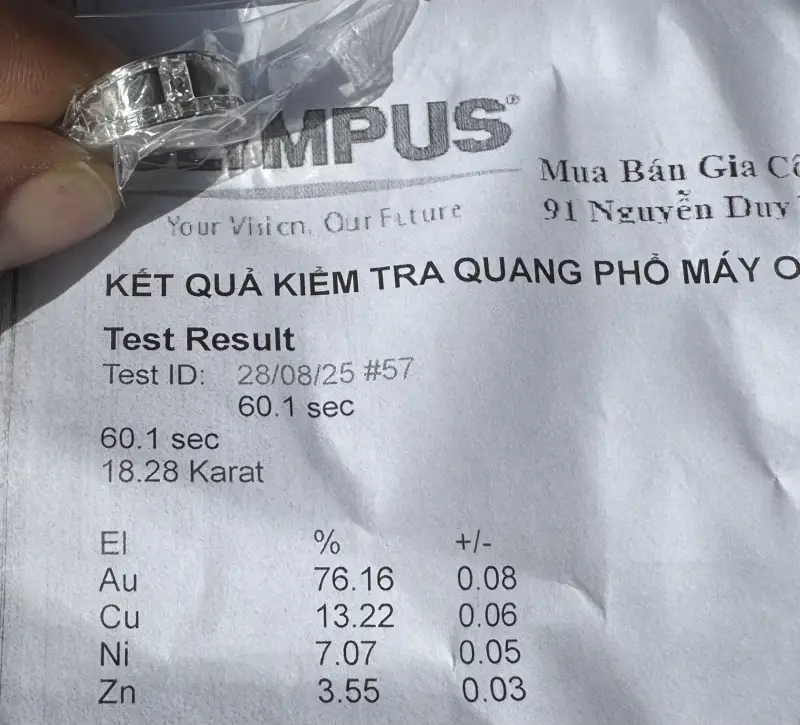 OLYMPUS®
Your Vision, Our Future
Mua Bán Gia
91 Nguyễn Duy
KẾT QUẢ KIỂM TRA QUANG PHỔ MÁY
Test Result
Test ID: 28/08/25 #57
60.1 sec
60.1 sec
18.28 Karat
El % +/-
Au 76.16 0.08
Cu 13.22 0.06
Ni 7.07 0.05
Zn 3.55 0.03